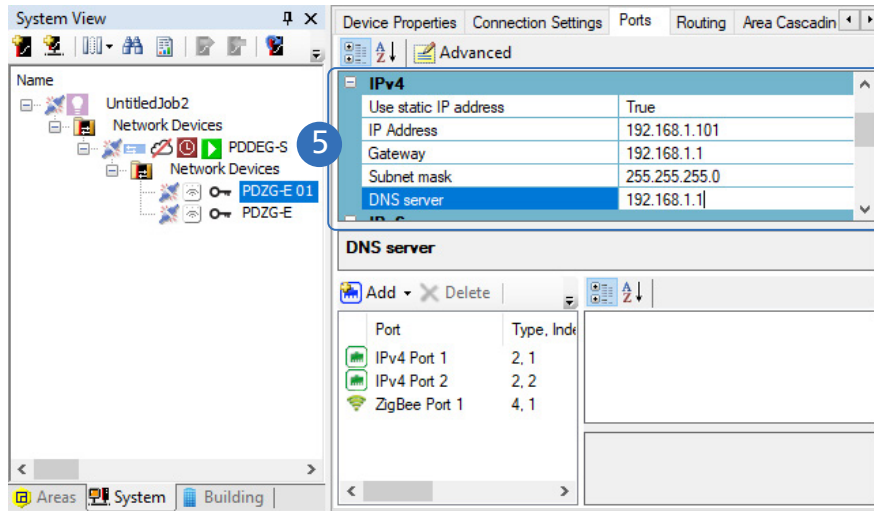 System View
Name
UntitledJob2
Network Devices
PDDEG-S
Network Devices
PDZG-E 01
PDZG-E
Areas System Building
5
Device Properties Connection Settings Ports Routing Area Cascadin
Advanced
IPv4
Use static IP address True
IP Address 192.168.1.101
Gateway 192.168.1.1
Subnet mask 255.255.255.0
DNS server 192.168.1.1
DNS server
Add Delete
Port Type, Inde
IPv4 Port 1 2, 1
IPv4 Port 2 2, 2
ZigBee Port 1 4, 1